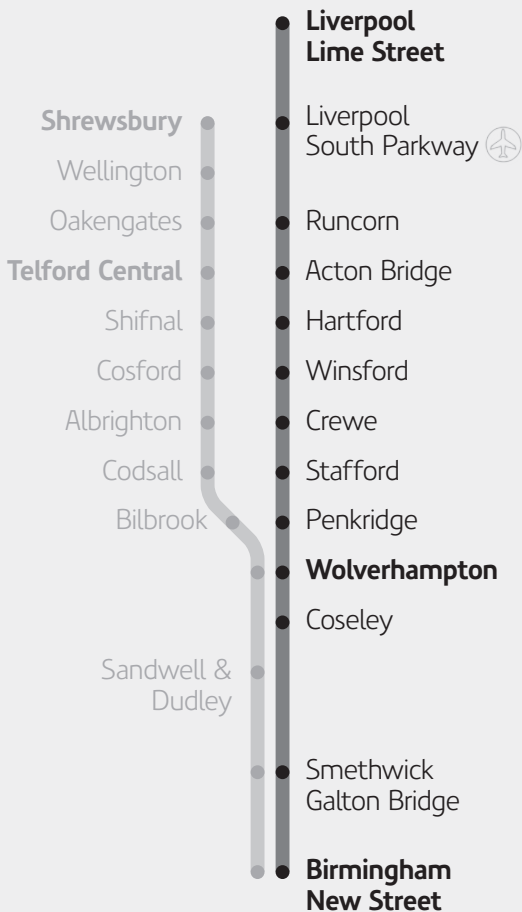 Liverpool
Lime Street
Shrewsbury
Liverpool
South Parkway
Wellington
Oakengates
Runcorn
Telford Central
Acton Bridge
Shifnal
Hartford
Cosford
Winsford
Albrighton
Crewe
Codsall
Stafford
Bilbrook
Penkridge
Wolverhampton
Coseley
Sandwell &
Dudley
Smethwick
Galton Bridge
Birmingham
New Street